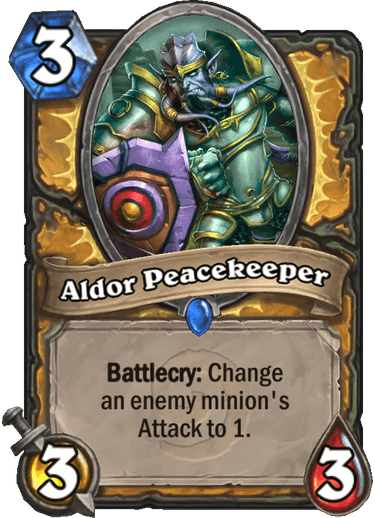 3
Aldor Peacekeeper
Battlecry: Change
an enemy minion's
Attack to 1.
3
3